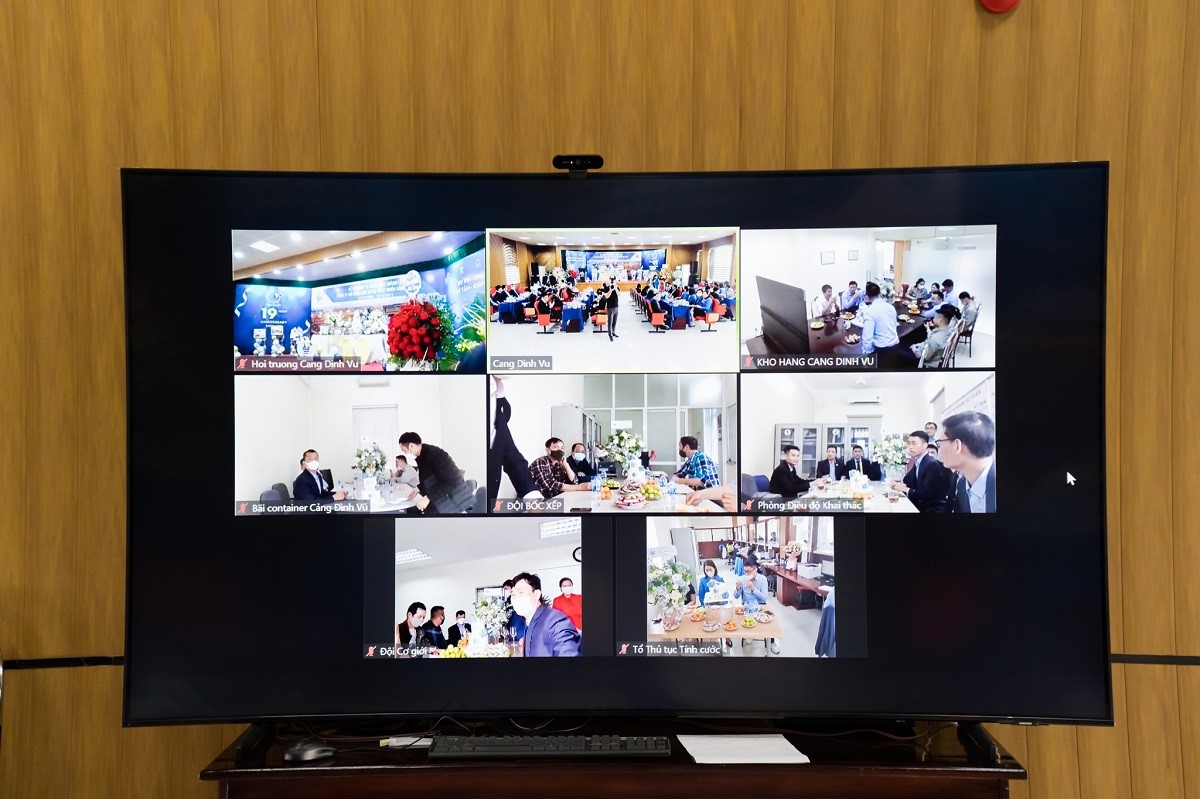 19
ANNIVERSARY
Hoi truong Cang Dinh Vu
Cang Dinh Vu
KHO HANG CANG DINH VU
Bãi container Cảng Đình Vũ
ĐỘI BỐC XẾP
Phòng Điều độ Khai thác
Đội Cơ giới
Tổ Thủ tục Tính cước